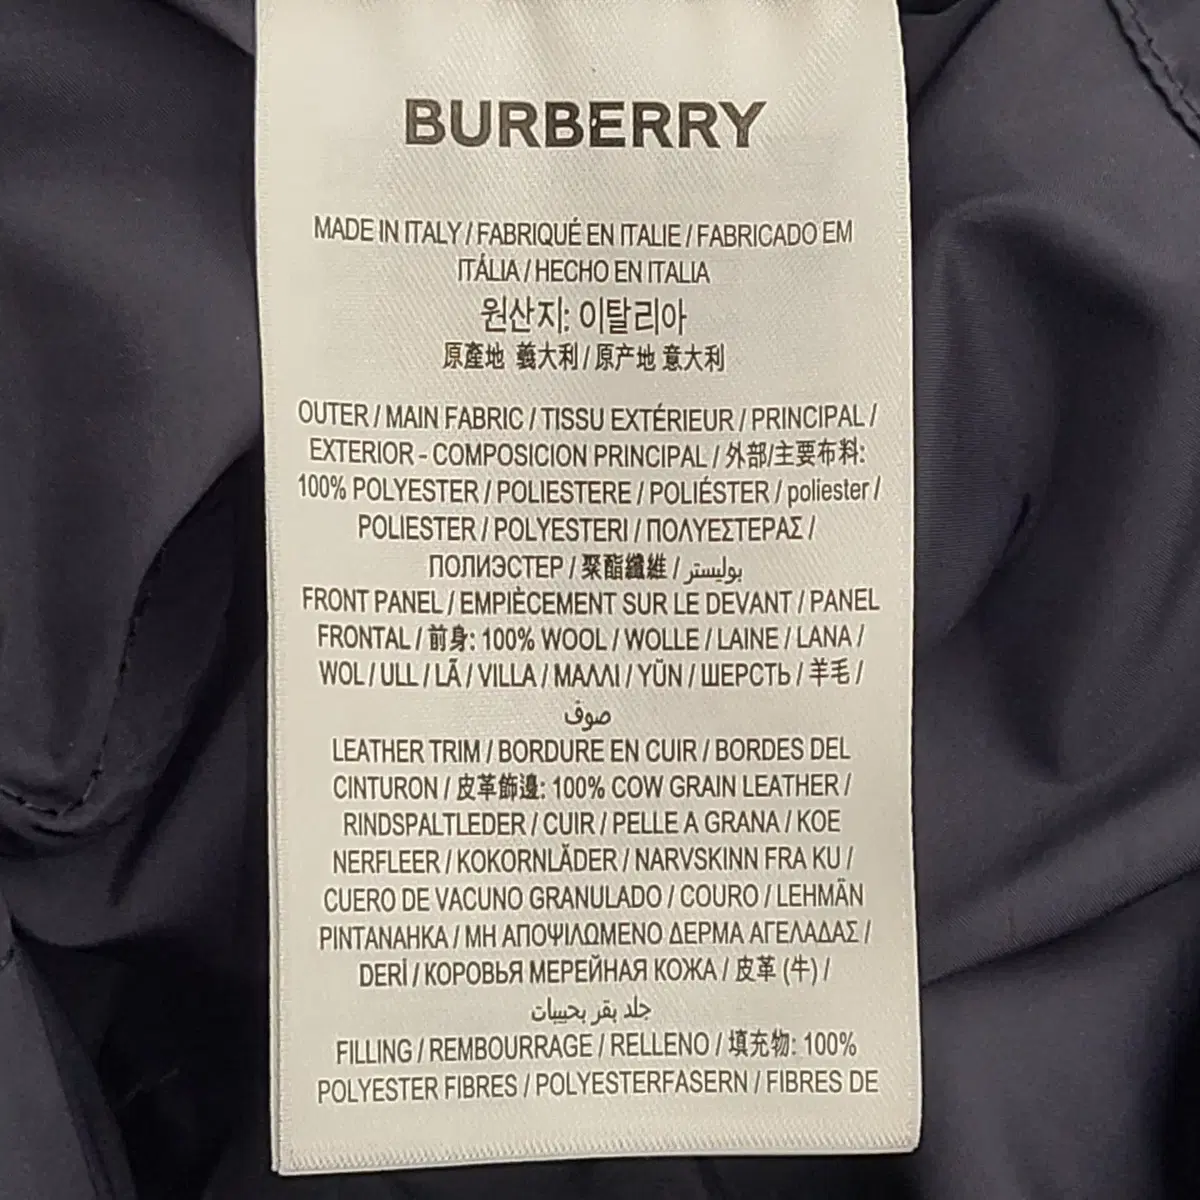 BURBERRY
MADE IN ITALY / FABRIQUÉ EN ITALIE / FABRICADO EM
ITÁLIA / HECHO EN ITALIA
원산지: 이탈리아
原產地 義大利 / 原产地 意大利
OUTER / MAIN FABRIC / TISSU EXTÉRIEUR / PRINCIPAL /
EXTERIOR - COMPOSICION PRINCIPAL / 外部/主要布料:
100% POLYESTER / POLIESTERE / POLIÉSTER / poliester /
POLIESTER / POLYESTERI / ΠΟΛΥΕΣΤΕΡΑΣ /
ПОЛИЭСТЕР / 聚酯纖維 / بوليستر
FRONT PANEL / EMPIÈCEMENT SUR LE DEVANT / PANEL
FRONTAL / 前身: 100% WOOL / WOLLE / LAINE / LANA /
WOL / ULL / LÃ / VILLA / ΜΑΛΛΙ / YÜN / ШЕРСТЬ / 羊毛 /
صوف
LEATHER TRIM / BORDURE EN CUIR / BORDES DEL
CINTURON / 皮革飾邊: 100% COW GRAIN LEATHER /
RINDSPALTLEDER / CUIR / PELLE A GRANA / KOE
NERFLEER / KOKORNLÄDER / NARVSKINN FRA KU /
CUERO DE VACUNO GRANULADO / COURO / LEHMÄN
PINTANAHKA / ΜΗ ΑΠΟΨΙΛΩΜΕΝΟ ΔΕΡΜΑ ΑΓΕΛΑΔΑΣ /
DERİ / КОРОВЬЯ МЕРЕЙНАЯ КОЖА / 皮革 (牛) /
جلد بقر بحبيبات
FILLING / REMBOURRAGE / RELLENO / 填充物: 100%
POLYESTER FIBRES / POLYESTERFASERN / FIBRES DE